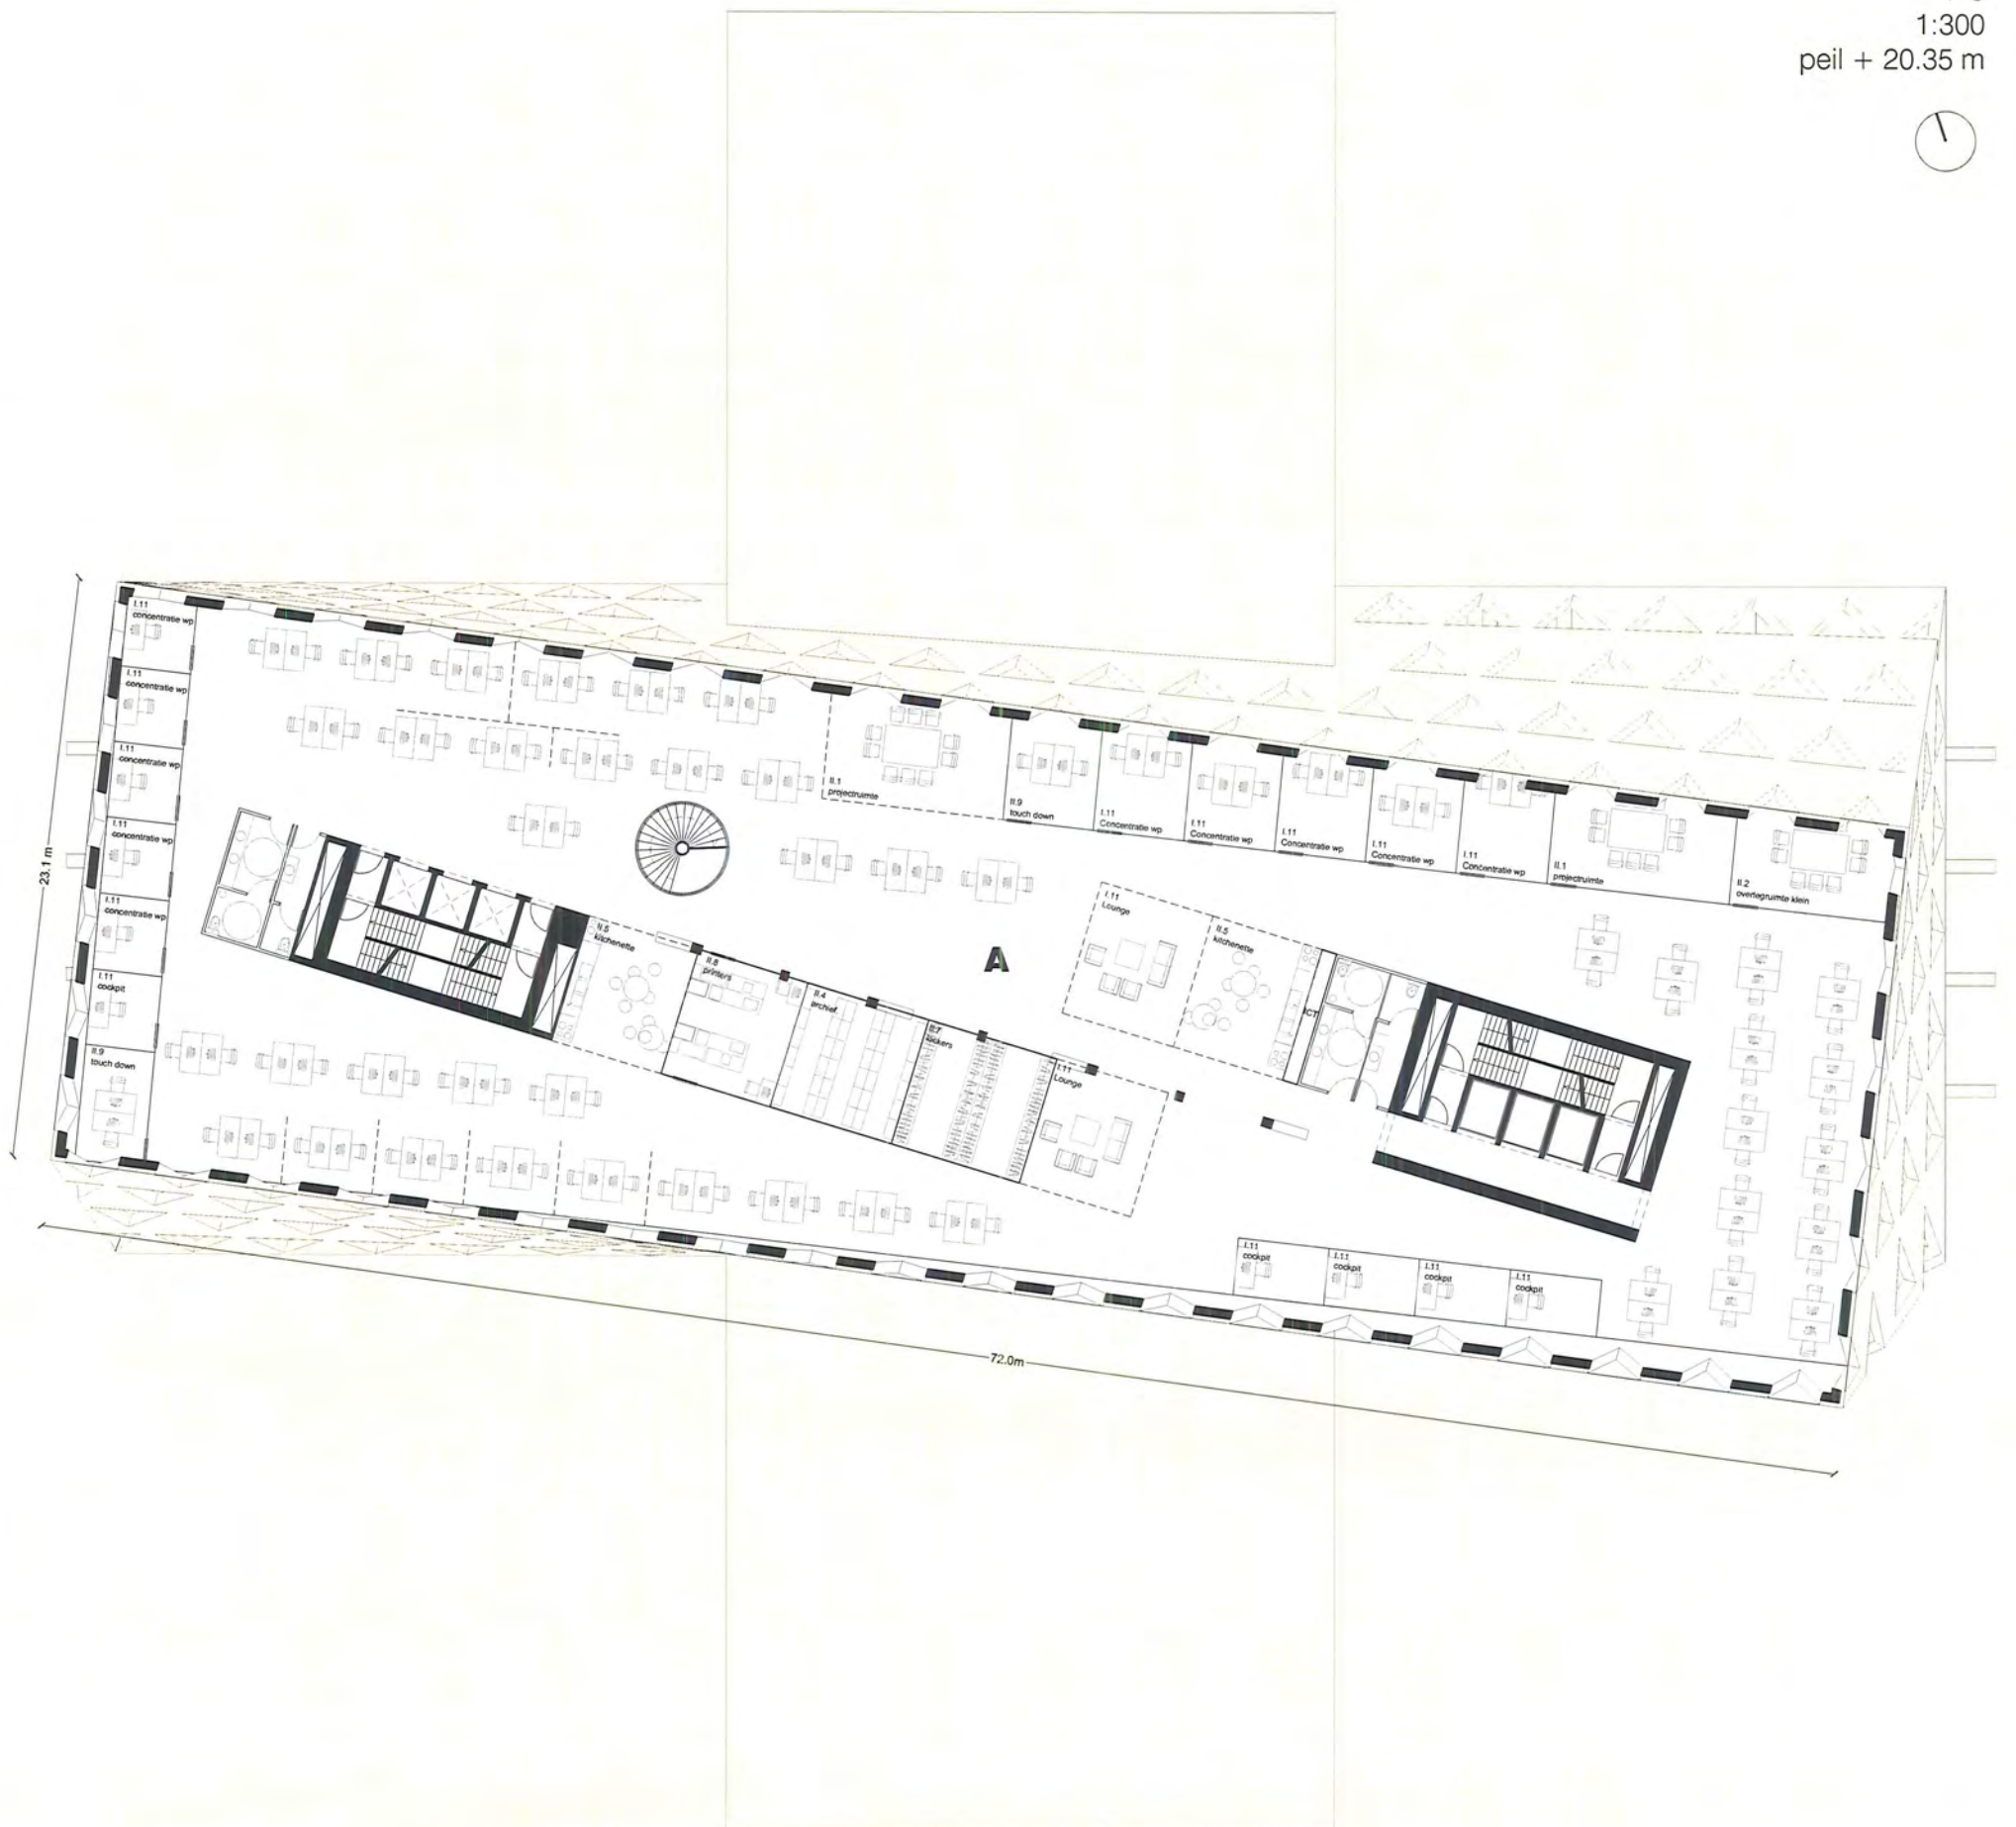 1:300
peil + 20.35 m
I.11
concentratie wp
I.11
concentratie wp
I.11
concentratie wp
I.11
concentratie wp
I.11
concentratie wp
I.11
cockpit
II.9
touch down
23.1 m
II.1
projectruimte
II.9
touch down
I.11
Concentratie wp
I.11
Concentratie wp
I.11
Concentratie wp
I.11
Concentratie wp
I.11
Concentratie wp
II.1
projectruimte
II.2
overlegruimte klein
II.5
kitchenette
II.8
printers
II.4
archief
II.7
lockers
I.11
Lounge
A
I.11
Lounge
II.5
kitchenette
ICT
I.11
cockpit
I.11
cockpit
I.11
cockpit
I.11
cockpit
72.0m